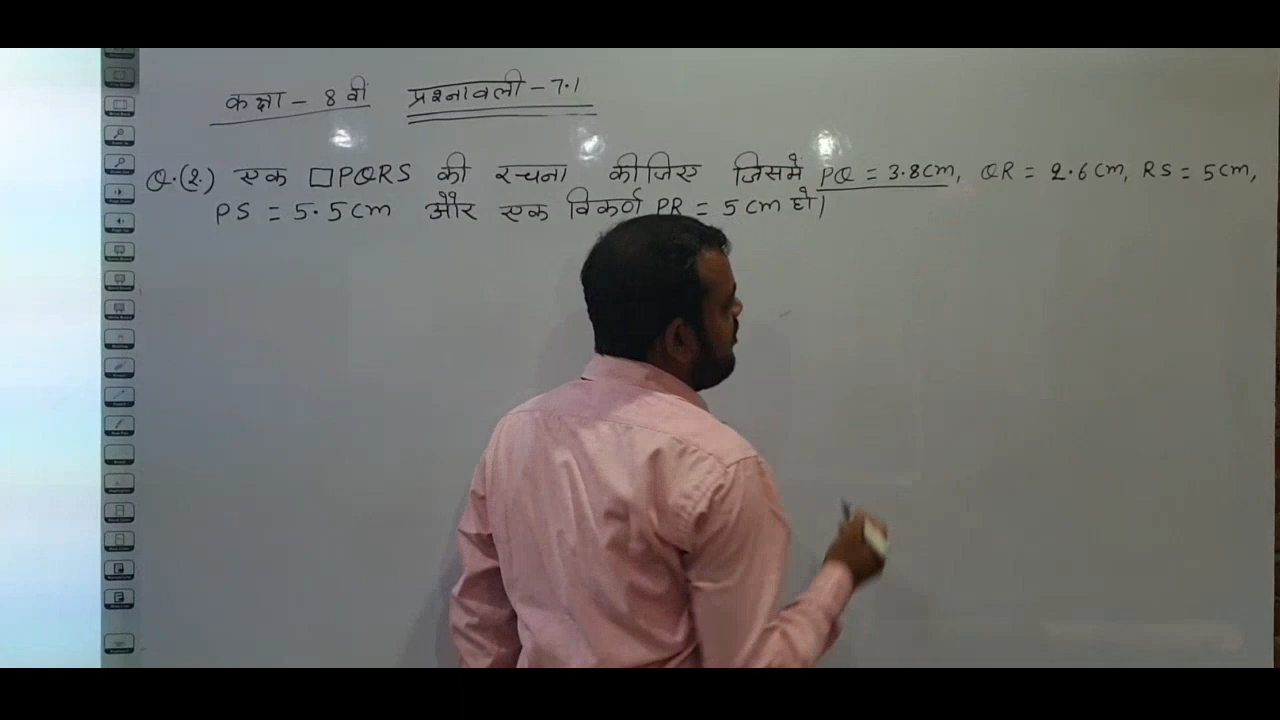 कक्षा - 8 वीं प्रश्नावली - 7.1
Q.(2.) एक □PQRS की रचना कीजिए जिसमें PQ = 3.8cm, QR = 2.6cm, RS = 5cm,
PS = 5.5cm और एक विकर्ण PR = 5cm हो।